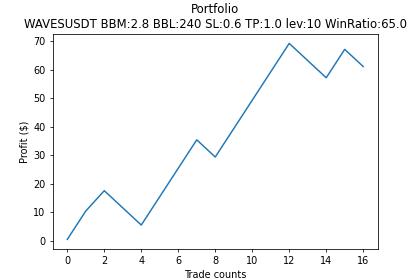 Portfolio
WAVESUSDT BBM:2.8 BBL:240 SL:0.6 TP:1.0 lev:10 WinRatio:65.0
70
60
50
40
30
20
10
0
Profit ($)
0 2 4 6 8 10 12 14 16
Trade counts